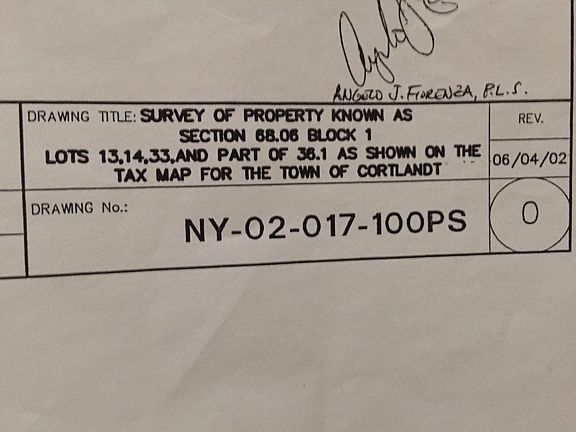 ANGELO J. FIORENZA, P.L.S.
DRAWING TITLE: SURVEY OF PROPERTY KNOWN AS
SECTION 68.06 BLOCK 1
LOTS 13,14,33,AND PART OF 36.1 AS SHOWN ON THE
TAX MAP FOR THE TOWN OF CORTLANDT
REV.
06/04/02
DRAWING No.:
NY-02-017-100PS
0